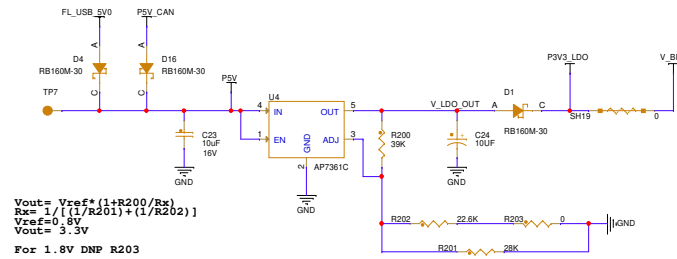 FL_USB_5V0 P5V_CAN
D4 D16 P3V3_LDO V_B
RB160M-30 RB160M-30 P5V
A A
C C
TP7 U4 D1
4 IN OUT 5 V_LDO_OUT A C
SH19 0
C23 1 EN ADJ 3 R200 C24 RB160M-30
10uF GND 39K 10UF
16V
2 AP7361C
GND GND GND
R202 22.6K R203 0 GND
R201 28K
Vout= Vref*(1+R200/Rx)
Rx= 1/[(1/R201)+(1/R202)]
Vref=0.8V
Vout= 3.3V
For 1.8V DNP R203